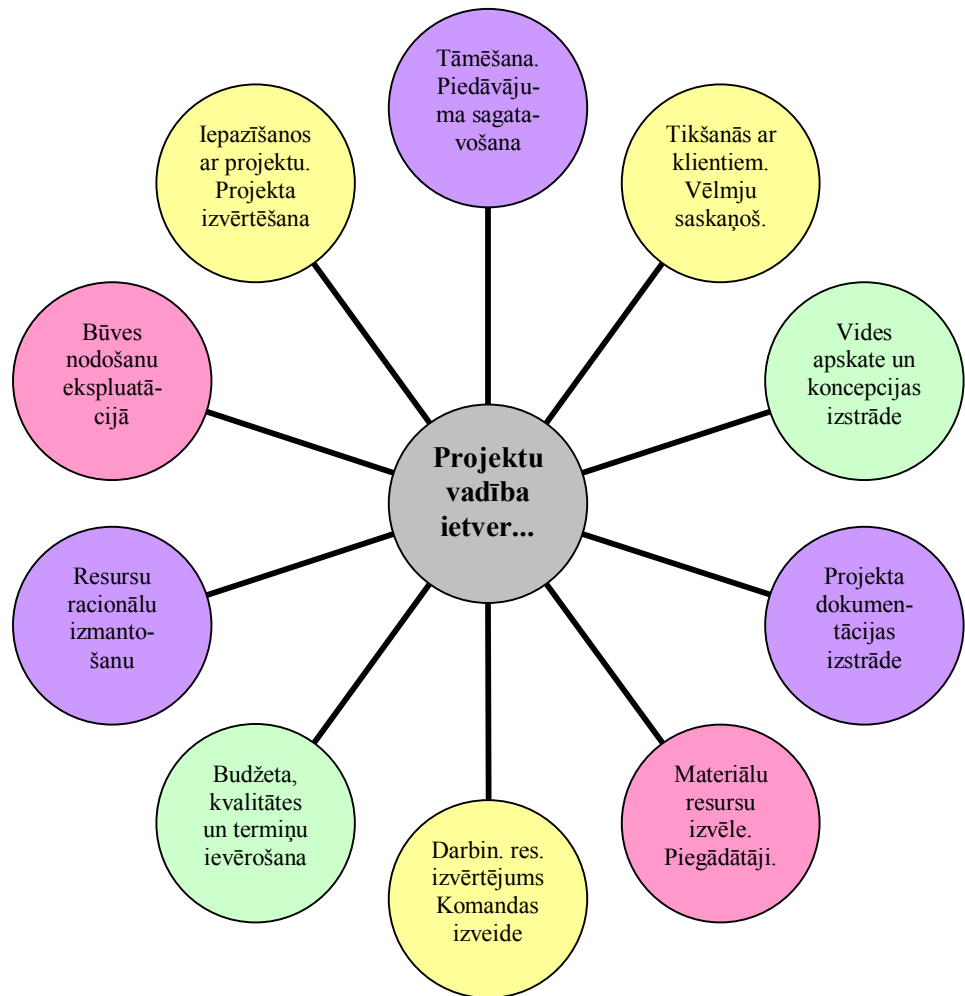 Tāmēšana.
Piedāvāju-
ma sagata-
vošana
Tikšanās ar
klientiem.
Vēlmju
saskaņoš.
Vides
apskate un
koncepcijas
izstrāde
Projekta
dokumen-
tācijas
izstrāde
Materiālu
resursu
izvēle.
Piegādātāji.
Darbin. res.
izvērtējums
Komandas
izveide
Budžeta,
kvalitātes
un termiņu
ievērošana
Resursu
racionālu
izmanto-
šanu
Būves
nodošanu
ekspluatā-
cijā
Iepazīšanos
ar projektu.
Projekta
izvērtēšana
Projektu
vadība
ietver...